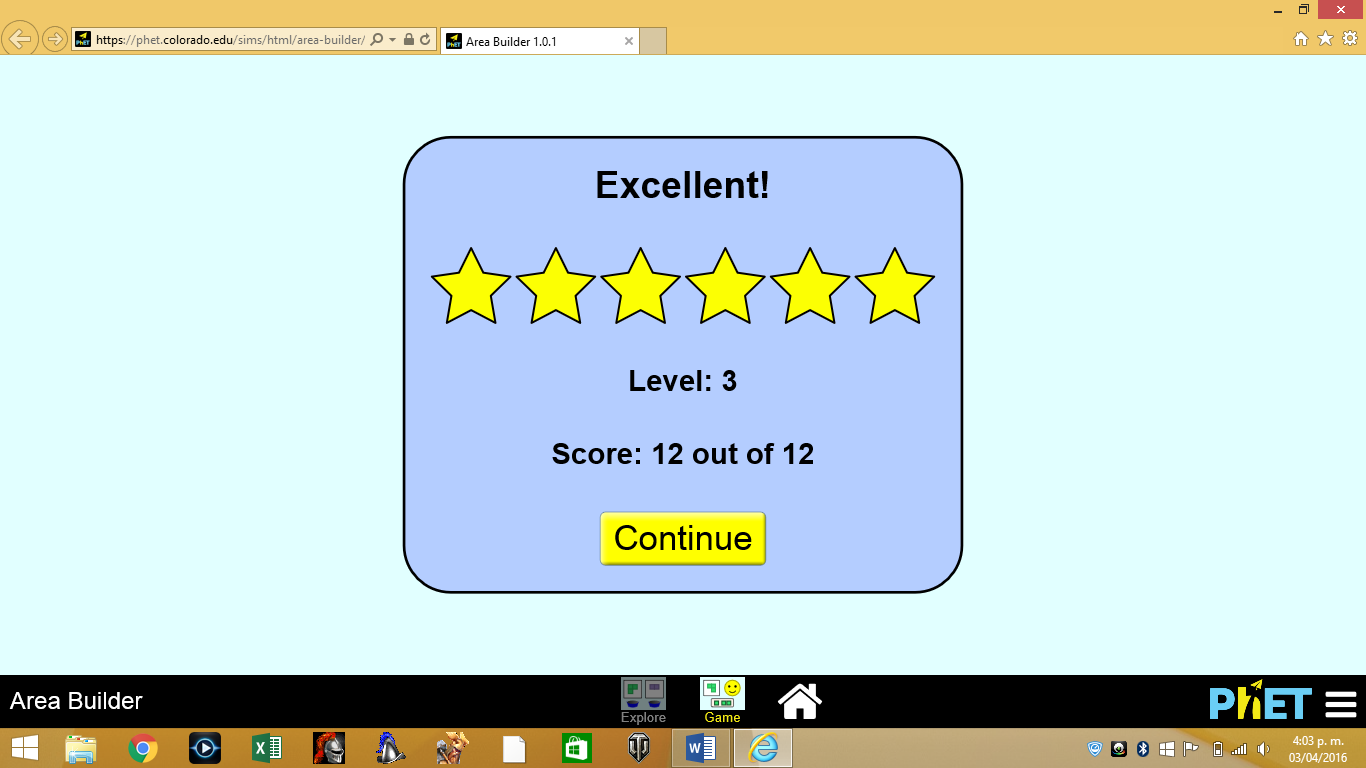 https://phet.colorado.edu/sims/html/area-builder/
Area Builder 1.0.1
Excellent!
Level: 3
Score: 12 out of 12
Continue
Area Builder
Explore
Game
PhET
4:03 p. m.
03/04/2016